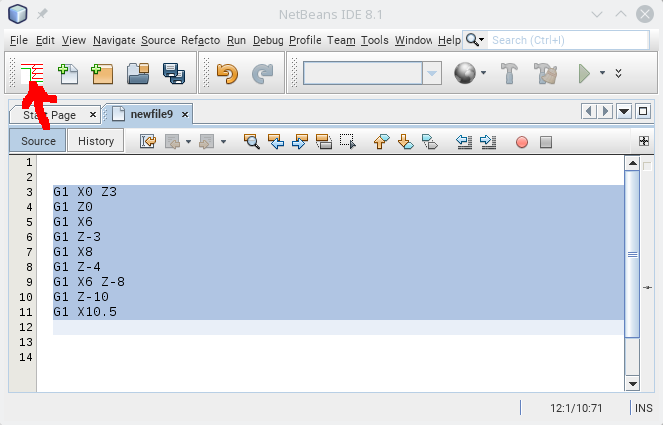 NetBeans IDE 8.1
File Edit View Navigate Source Refacto Run Debug Profile Team Tools Window Help Search (Ctrl+I)
Start Page newfile9
Source History
1
2
3 G1 X0 Z3
4 G1 Z0
5 G1 X6
6 G1 Z-3
7 G1 X8
8 G1 Z-4
9 G1 X6 Z-8
10 G1 Z-10
11 G1 X10.5
12
13
14
12:1/10:71 INS